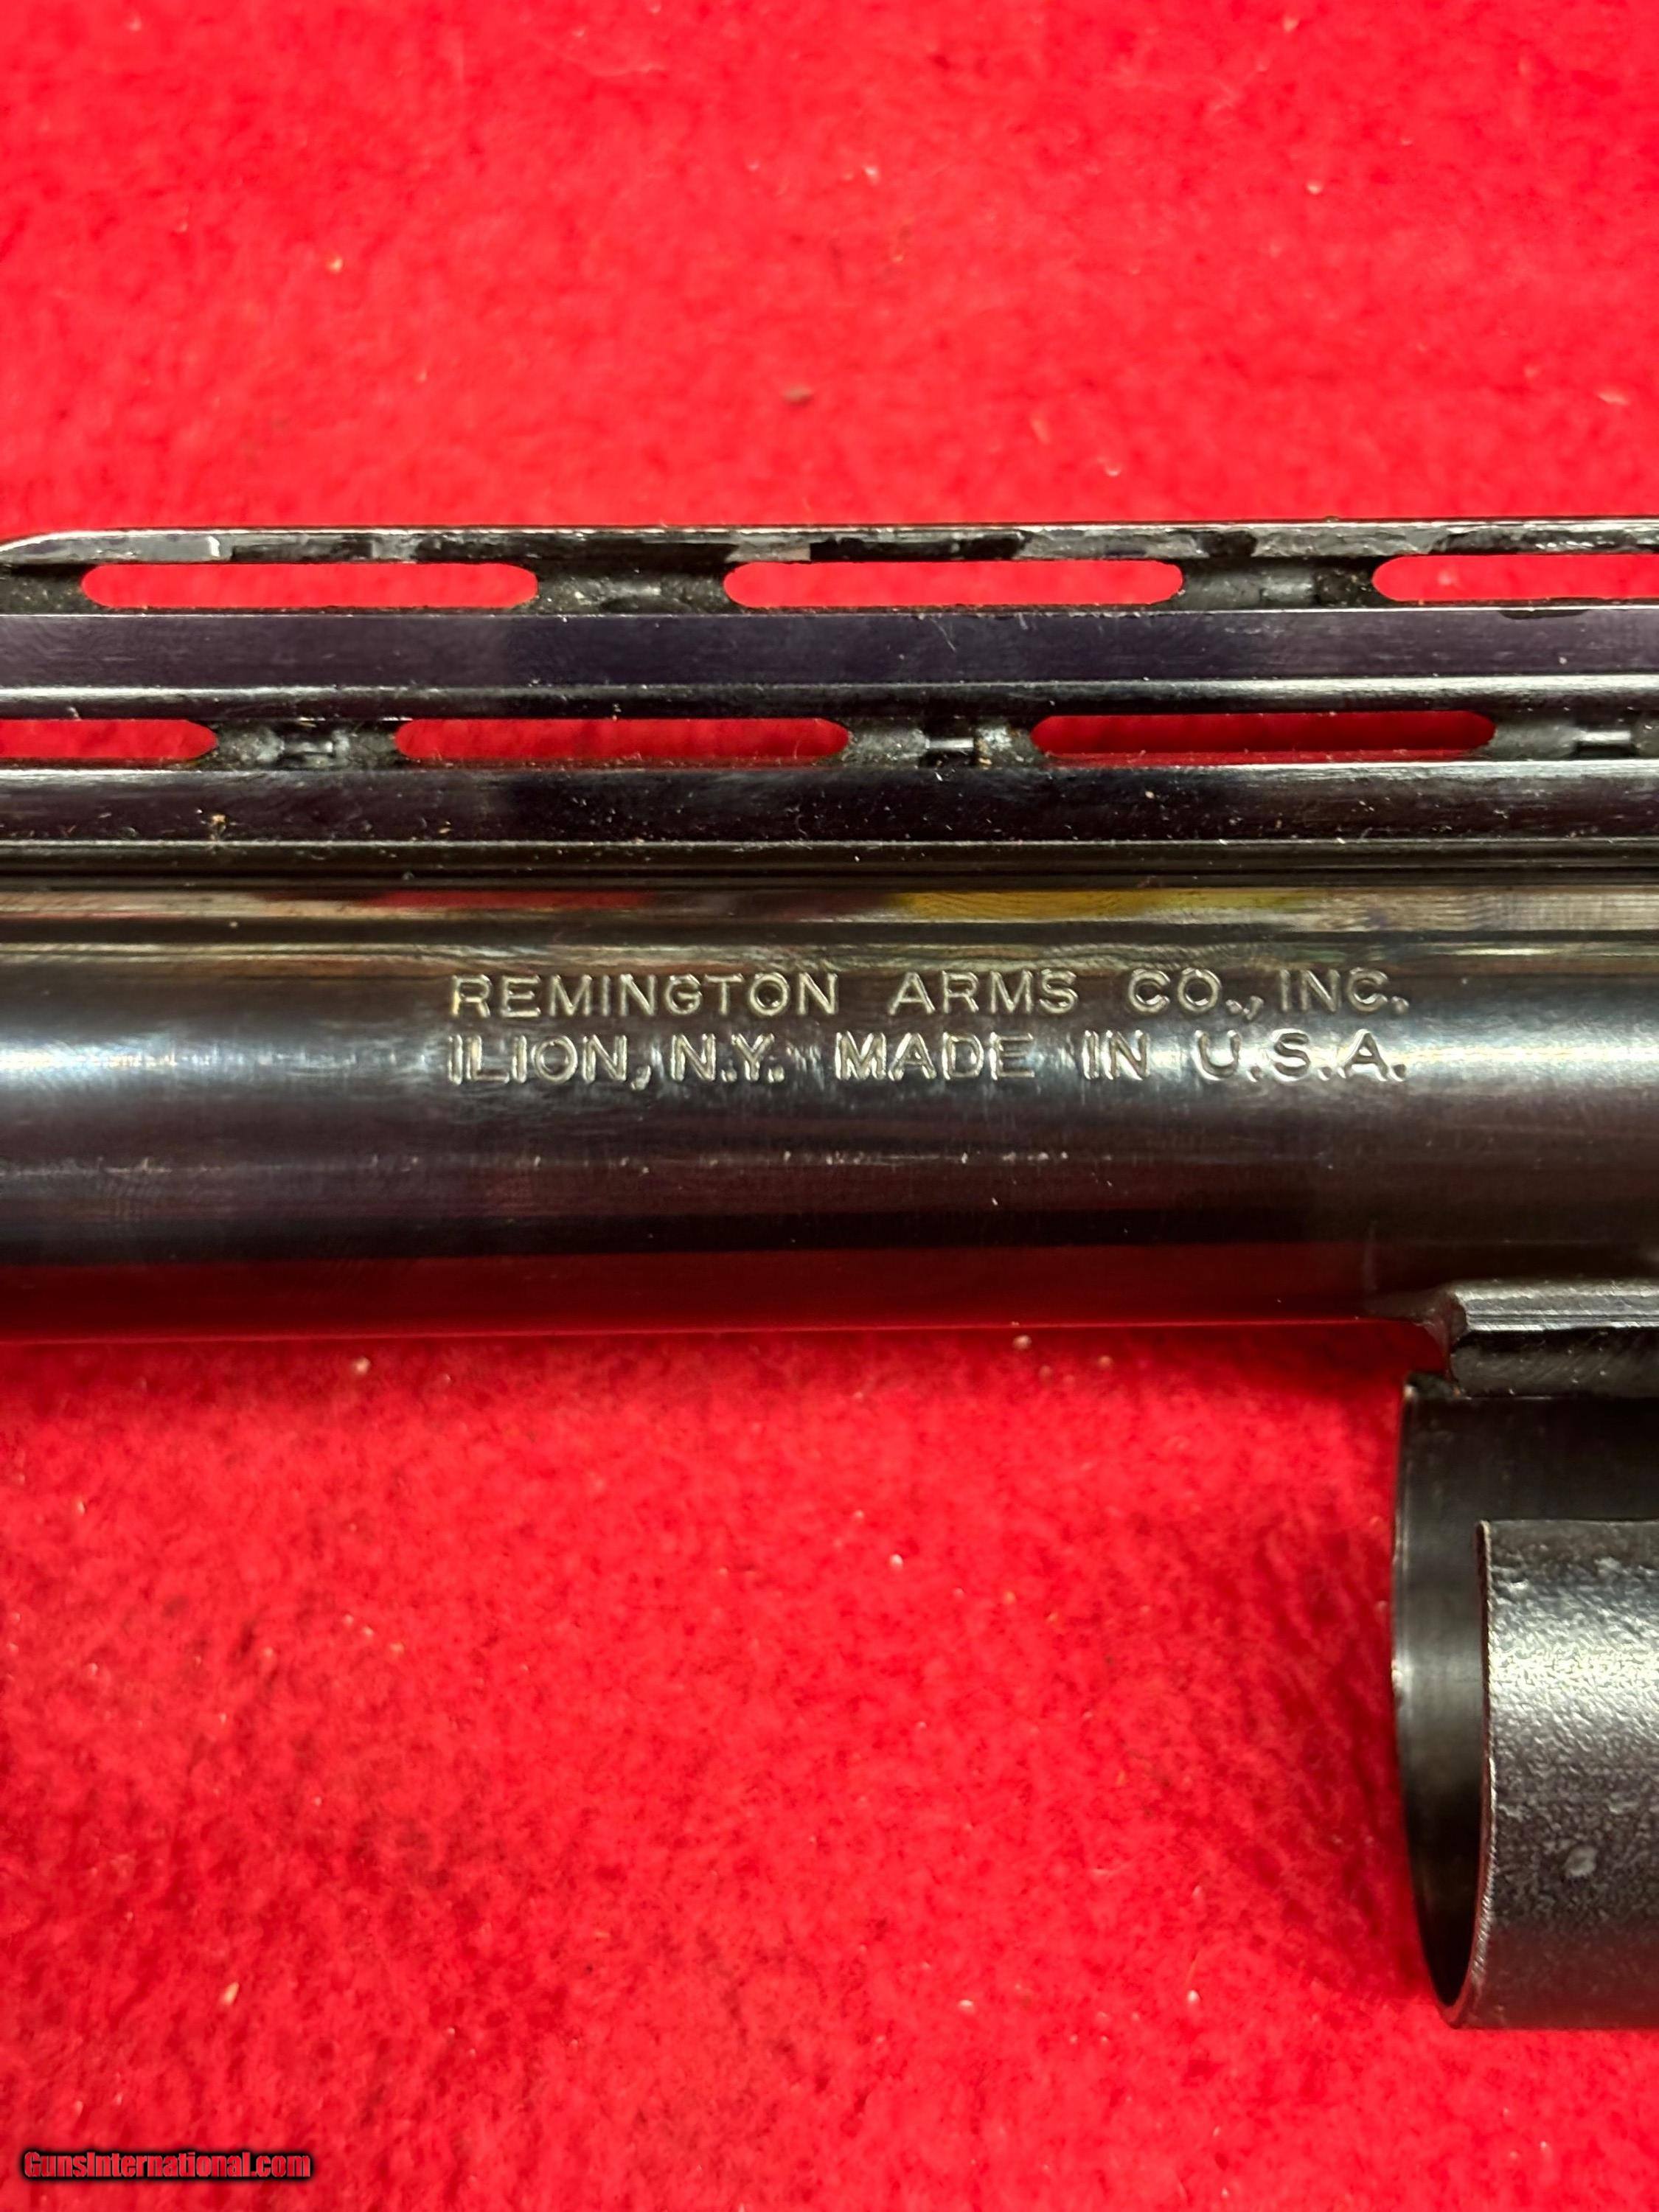 REMINGTON ARMS CO., INC.
ILION, N.Y. MADE IN U.S.A.
GunsInternational.com